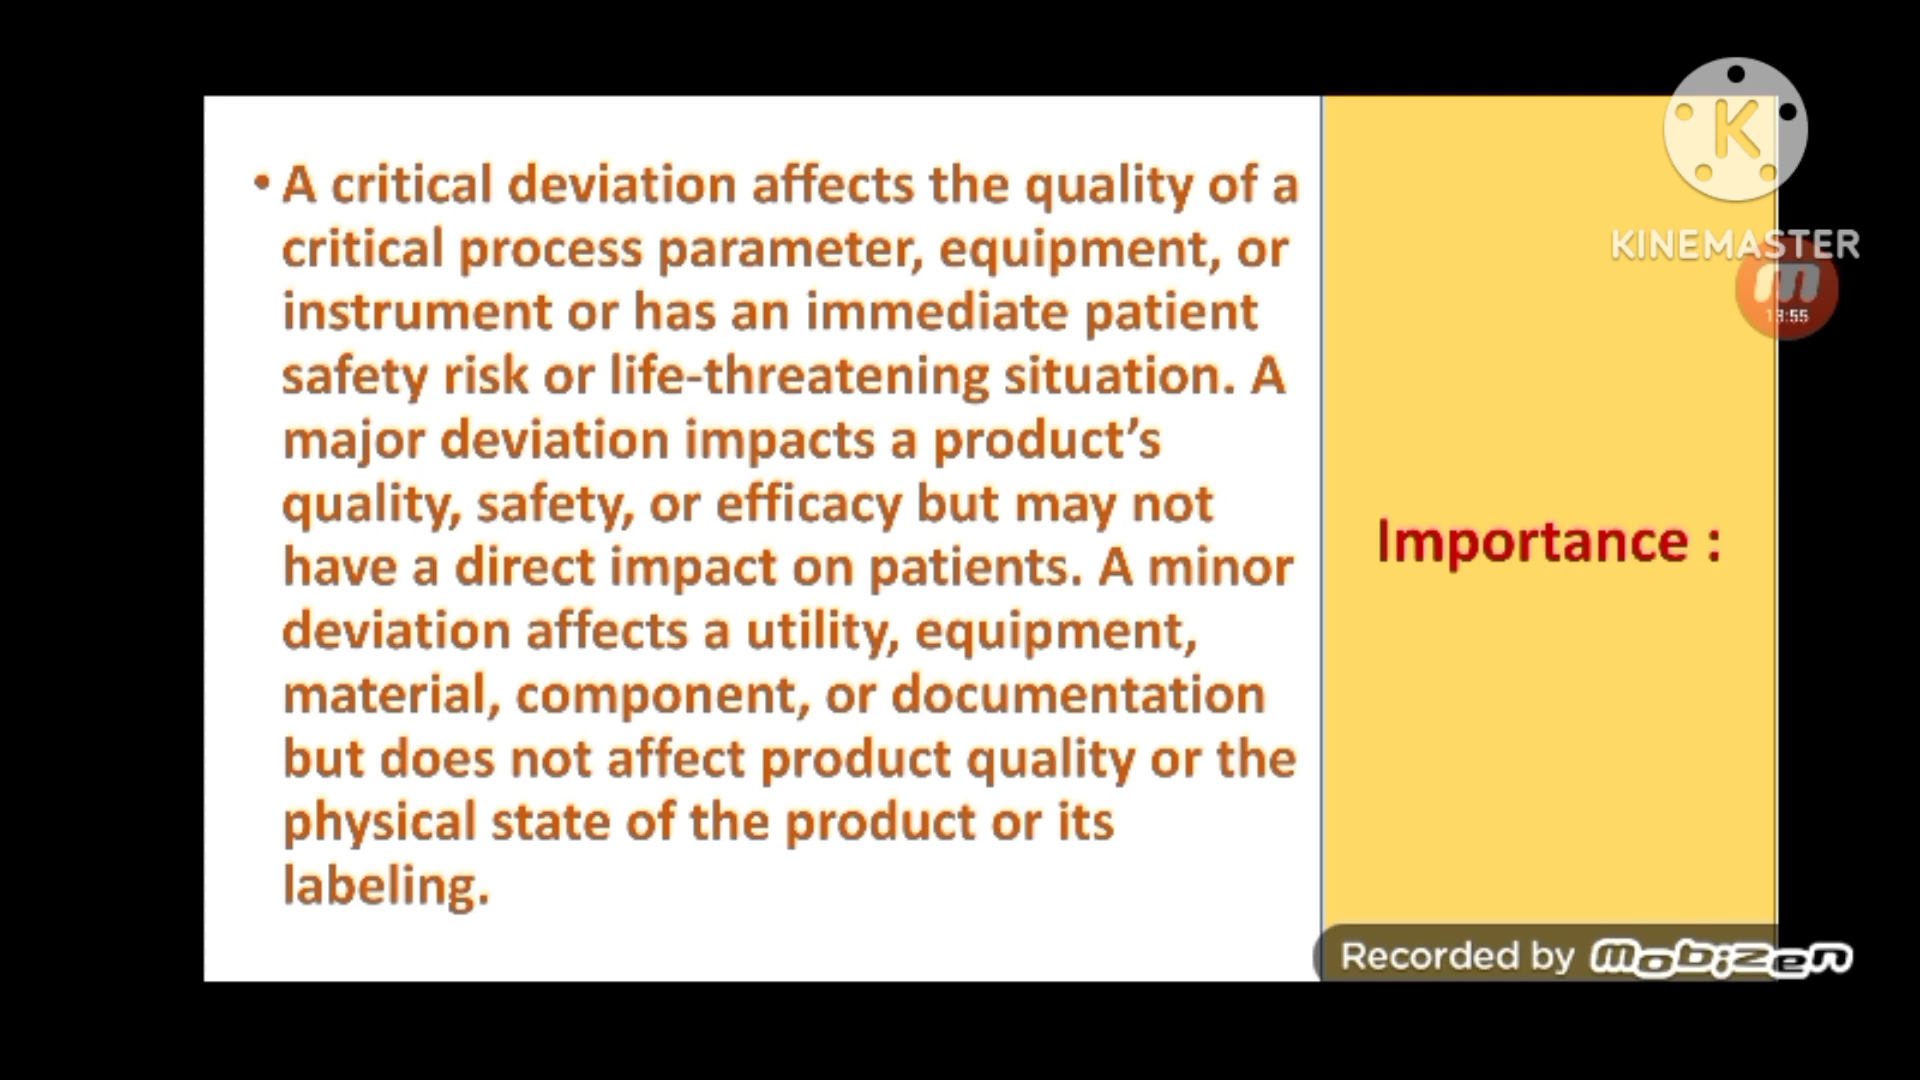 • A critical deviation affects the quality of a
critical process parameter, equipment, or
instrument or has an immediate patient
safety risk or life-threatening situation. A
major deviation impacts a product’s
quality, safety, or efficacy but may not
have a direct impact on patients. A minor
deviation affects a utility, equipment,
material, component, or documentation
but does not affect product quality or the
physical state of the product or its
labeling.
Importance :
K
KINEMASTER
m
13:55
Recorded by mobizen